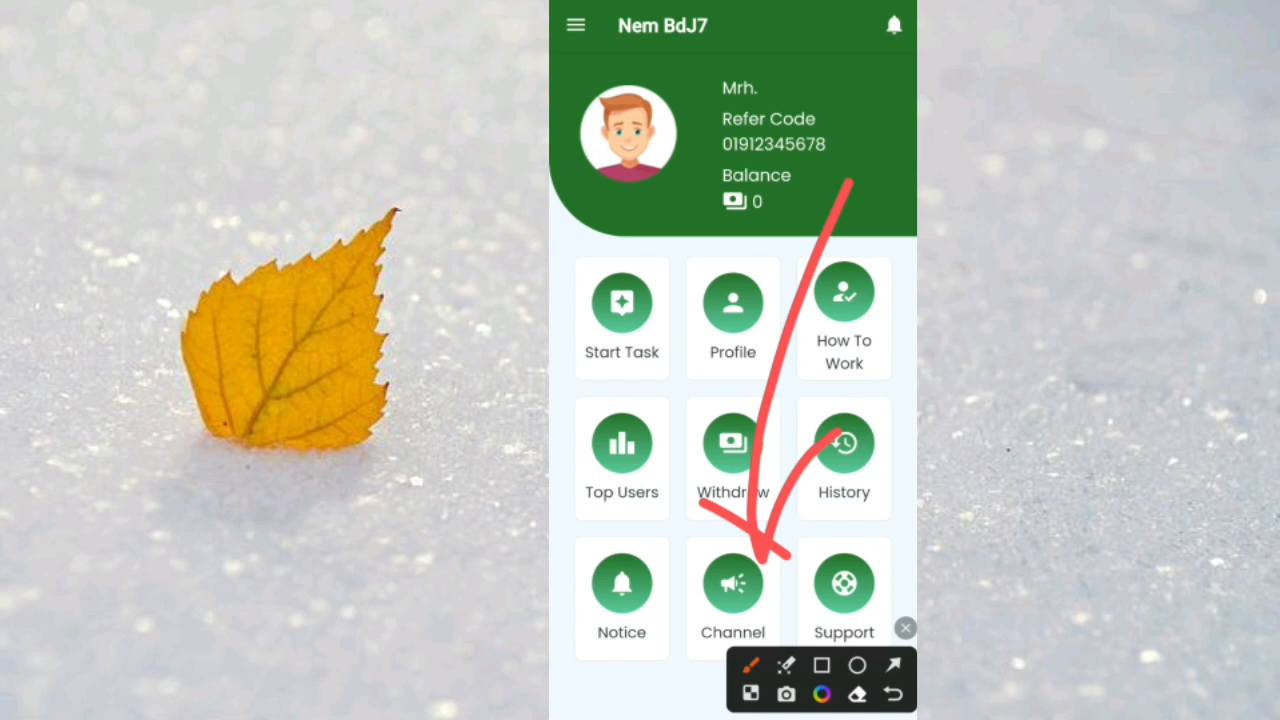 Nem BdJ7
Mrh.
Refer Code
01912345678
Balance
0
Start Task
Profile
How To
Work
Top Users
Withdraw
History
Notice
Channel
Support